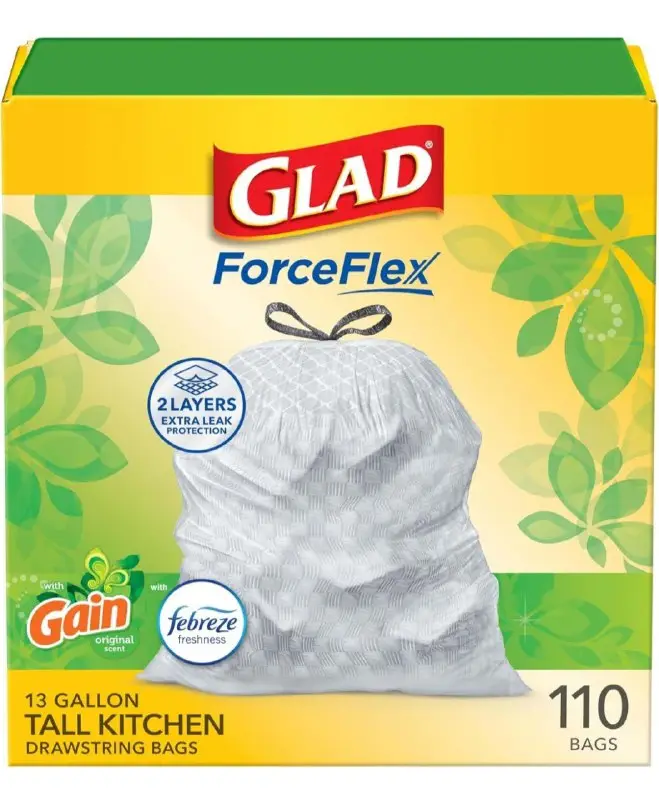 GLAD®
ForceFlex
2 LAYERS
EXTRA LEAK
PROTECTION
with
Gain
original
scent
with
febreze
freshness
13 GALLON
TALL KITCHEN
DRAWSTRING BAGS
110
BAGS